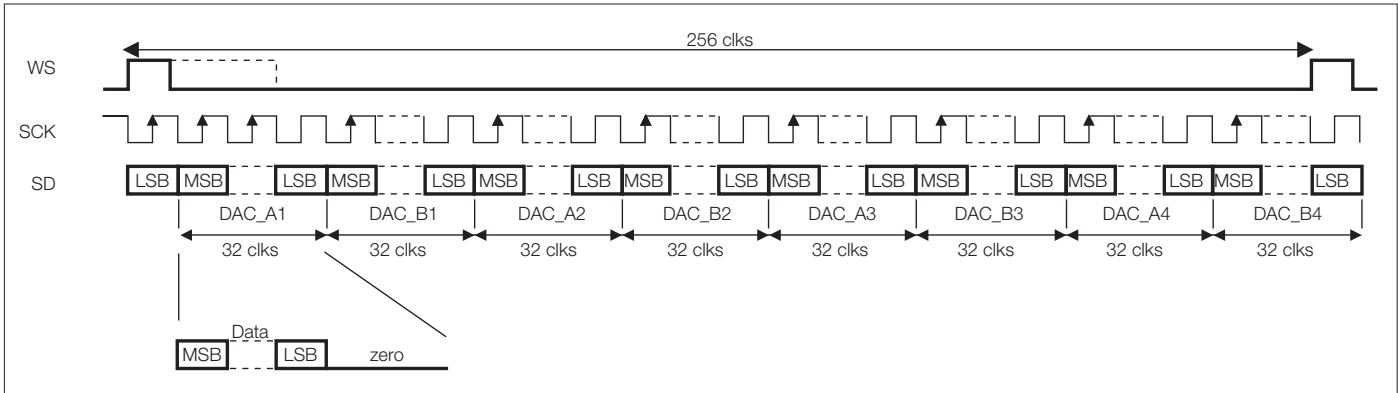 256 clks
WS
SCK
SD
LSB MSB LSB MSB LSB MSB LSB MSB LSB MSB LSB MSB LSB MSB LSB MSB LSB
DAC_A1 DAC_B1 DAC_A2 DAC_B2 DAC_A3 DAC_B3 DAC_A4 DAC_B4
32 clks 32 clks 32 clks 32 clks 32 clks 32 clks 32 clks 32 clks
Data
MSB LSB zero